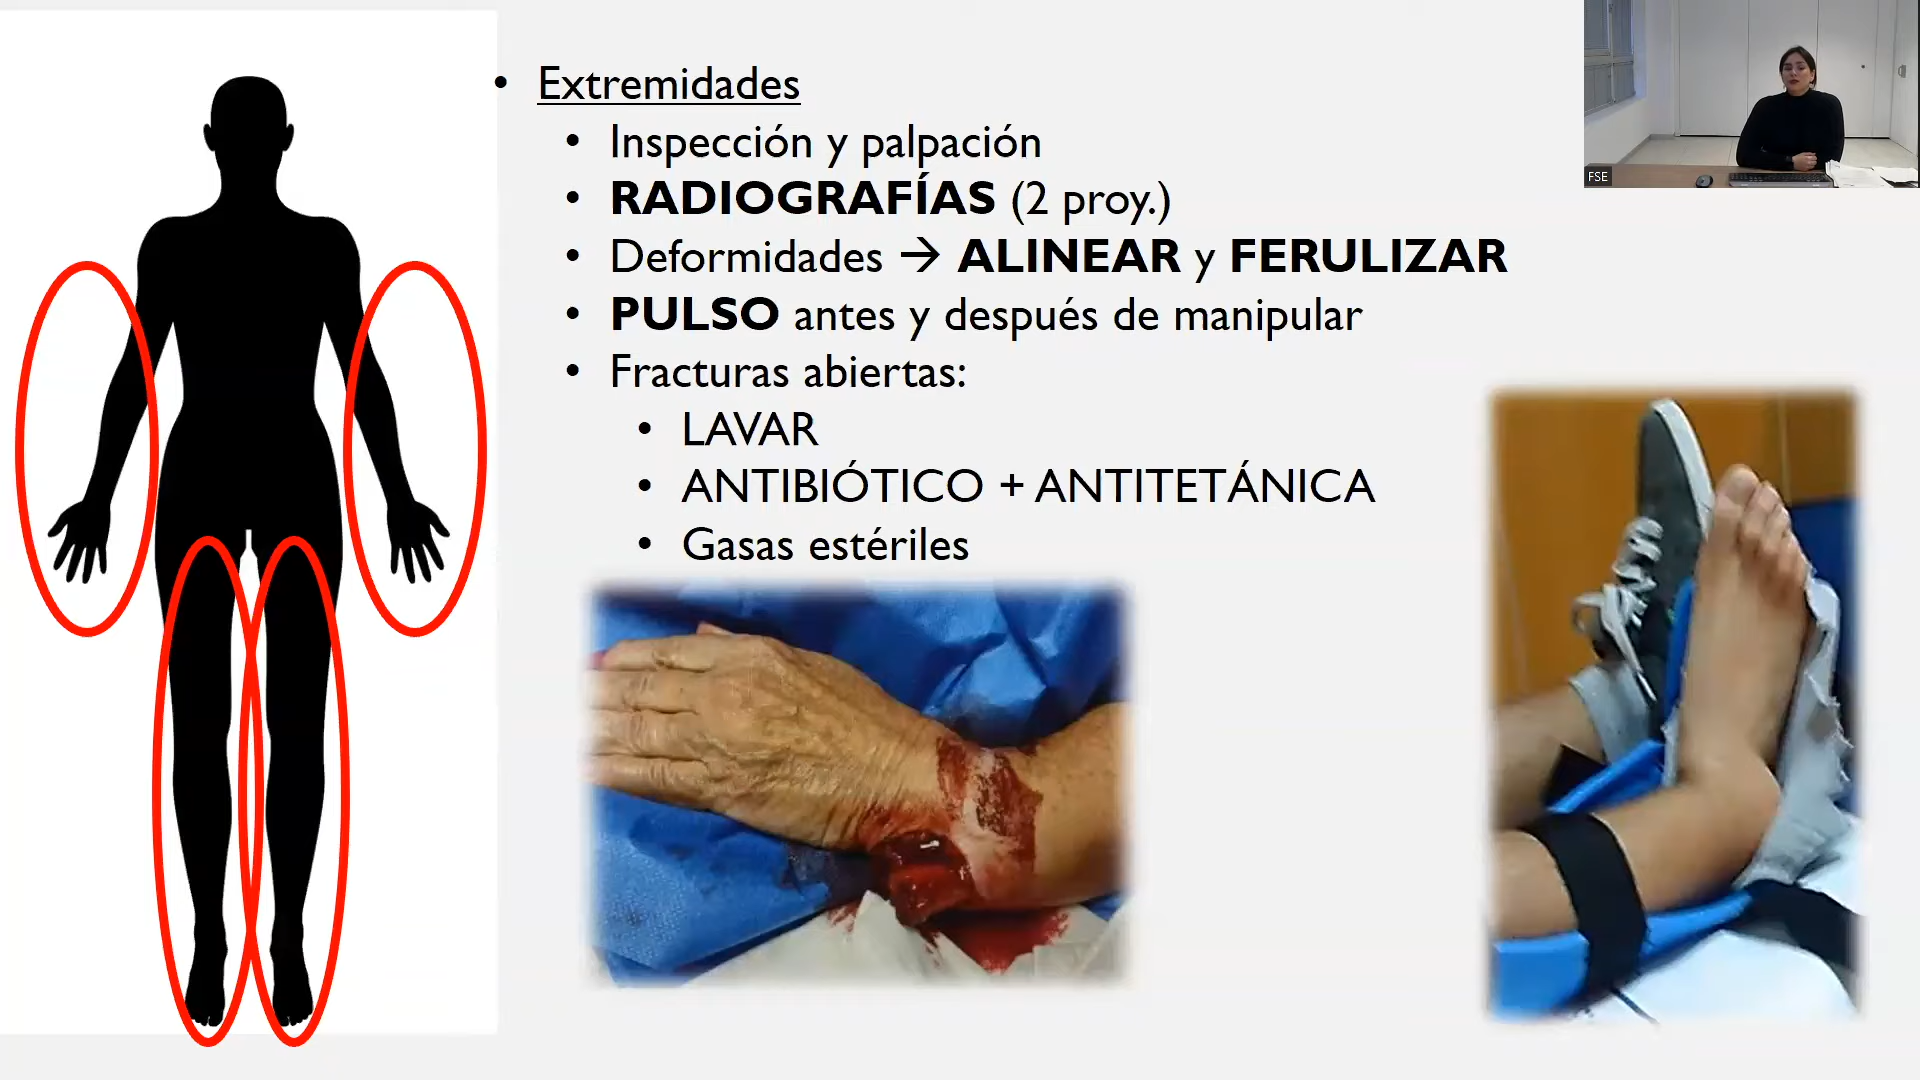 Extremidades
Inspección y palpación
RADIOGRAFÍAS (2 proy.)
Deformidades → ALINEAR y FERULIZAR
PULSO antes y después de manipular
Fracturas abiertas:
LAVAR
ANTIBIÓTICO + ANTITETÁNICA
Gasas estériles
FSE